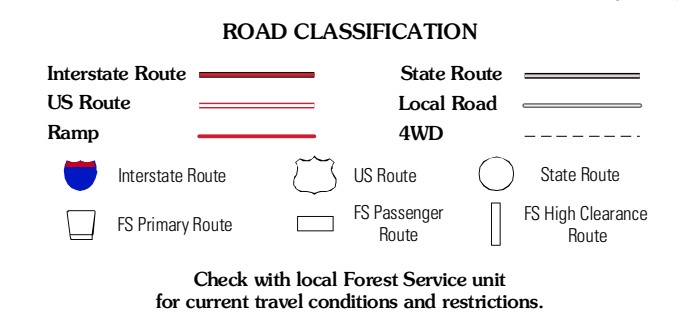 ROAD CLASSIFICATION
Interstate Route
State Route
US Route
Local Road
Ramp
4WD
Interstate Route
US Route
State Route
FS Primary Route
FS Passenger
Route
FS High Clearance
Route
Check with local Forest Service unit
for current travel conditions and restrictions.